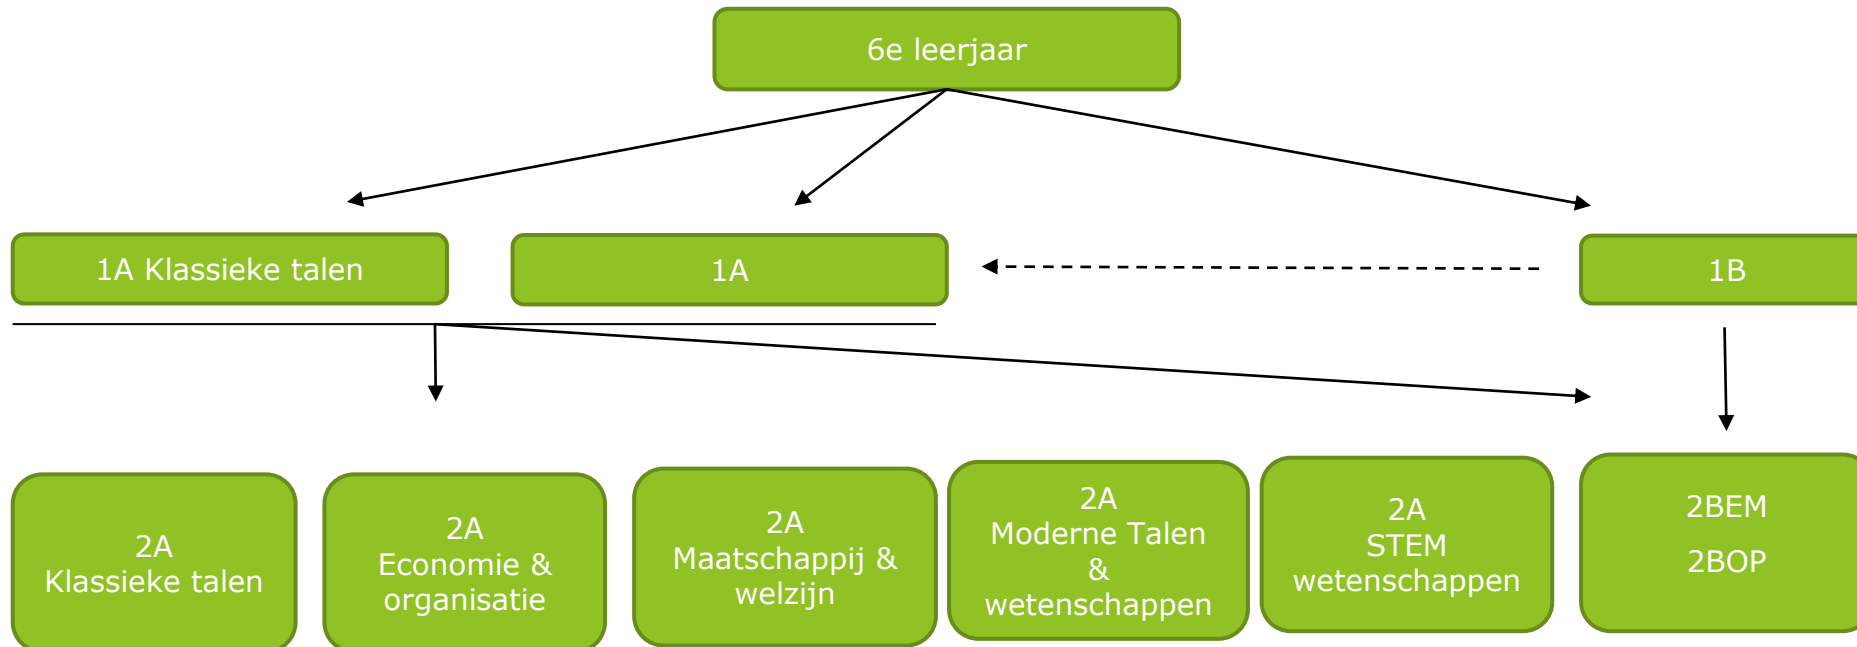 6e leerjaar
1A Klassieke talen
1A
1B
2A
Klassieke talen
2A
Economie &
organisatie
2A
Maatschappij &
welzijn
2A
Moderne Talen
&
wetenschappen
2A
STEM
wetenschappen
2BEM
2BOP